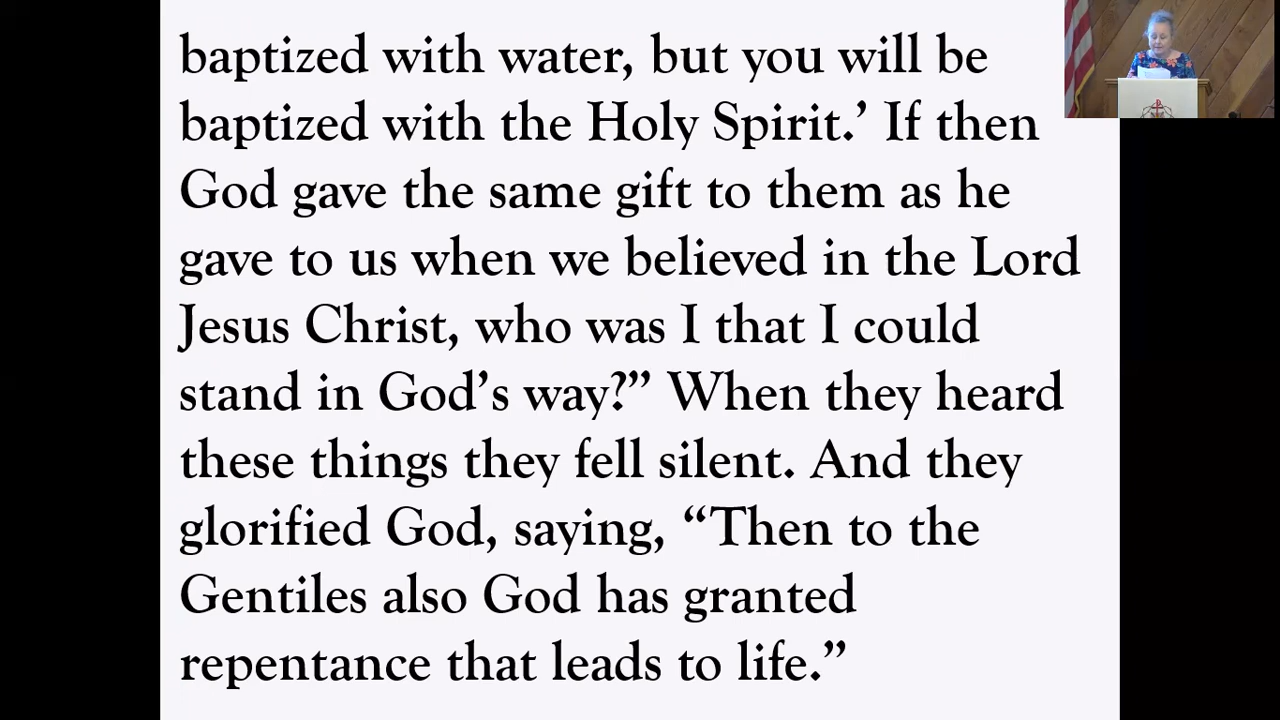 baptized with water, but you will be
baptized with the Holy Spirit.’ If then
God gave the same gift to them as he
gave to us when we believed in the Lord
Jesus Christ, who was I that I could
stand in God’s way?” When they heard
these things they fell silent. And they
glorified God, saying, “Then to the
Gentiles also God has granted
repentance that leads to life.”